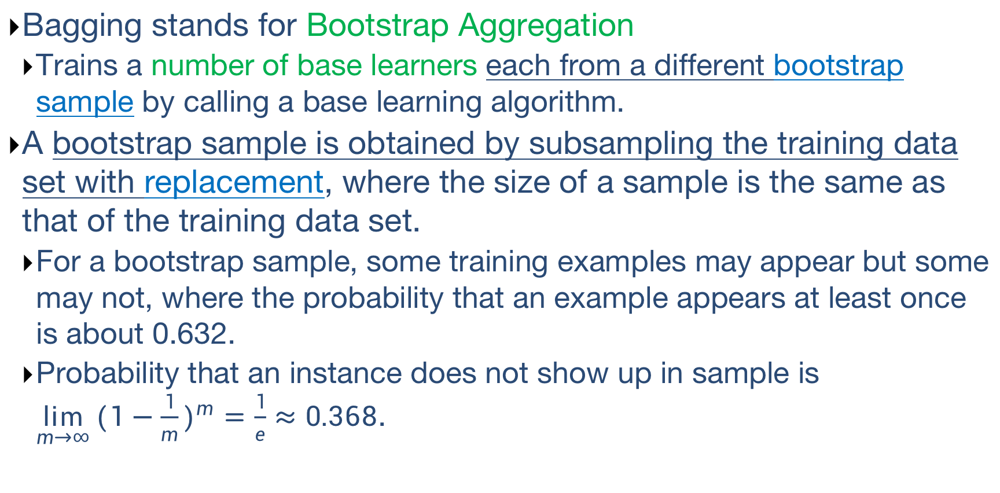 ▶Bagging stands for Bootstrap Aggregation
▶Trains a number of base learners each from a different bootstrap
sample by calling a base learning algorithm.
▶A bootstrap sample is obtained by subsampling the training data
set with replacement, where the size of a sample is the same as
that of the training data set.
▶For a bootstrap sample, some training examples may appear but some
may not, where the probability that an example appears at least once
is about 0.632.
▶Probability that an instance does not show up in sample is
lim_{m→∞} (1 − \frac{1}{m})^m = \frac{1}{e} ≈ 0.368.